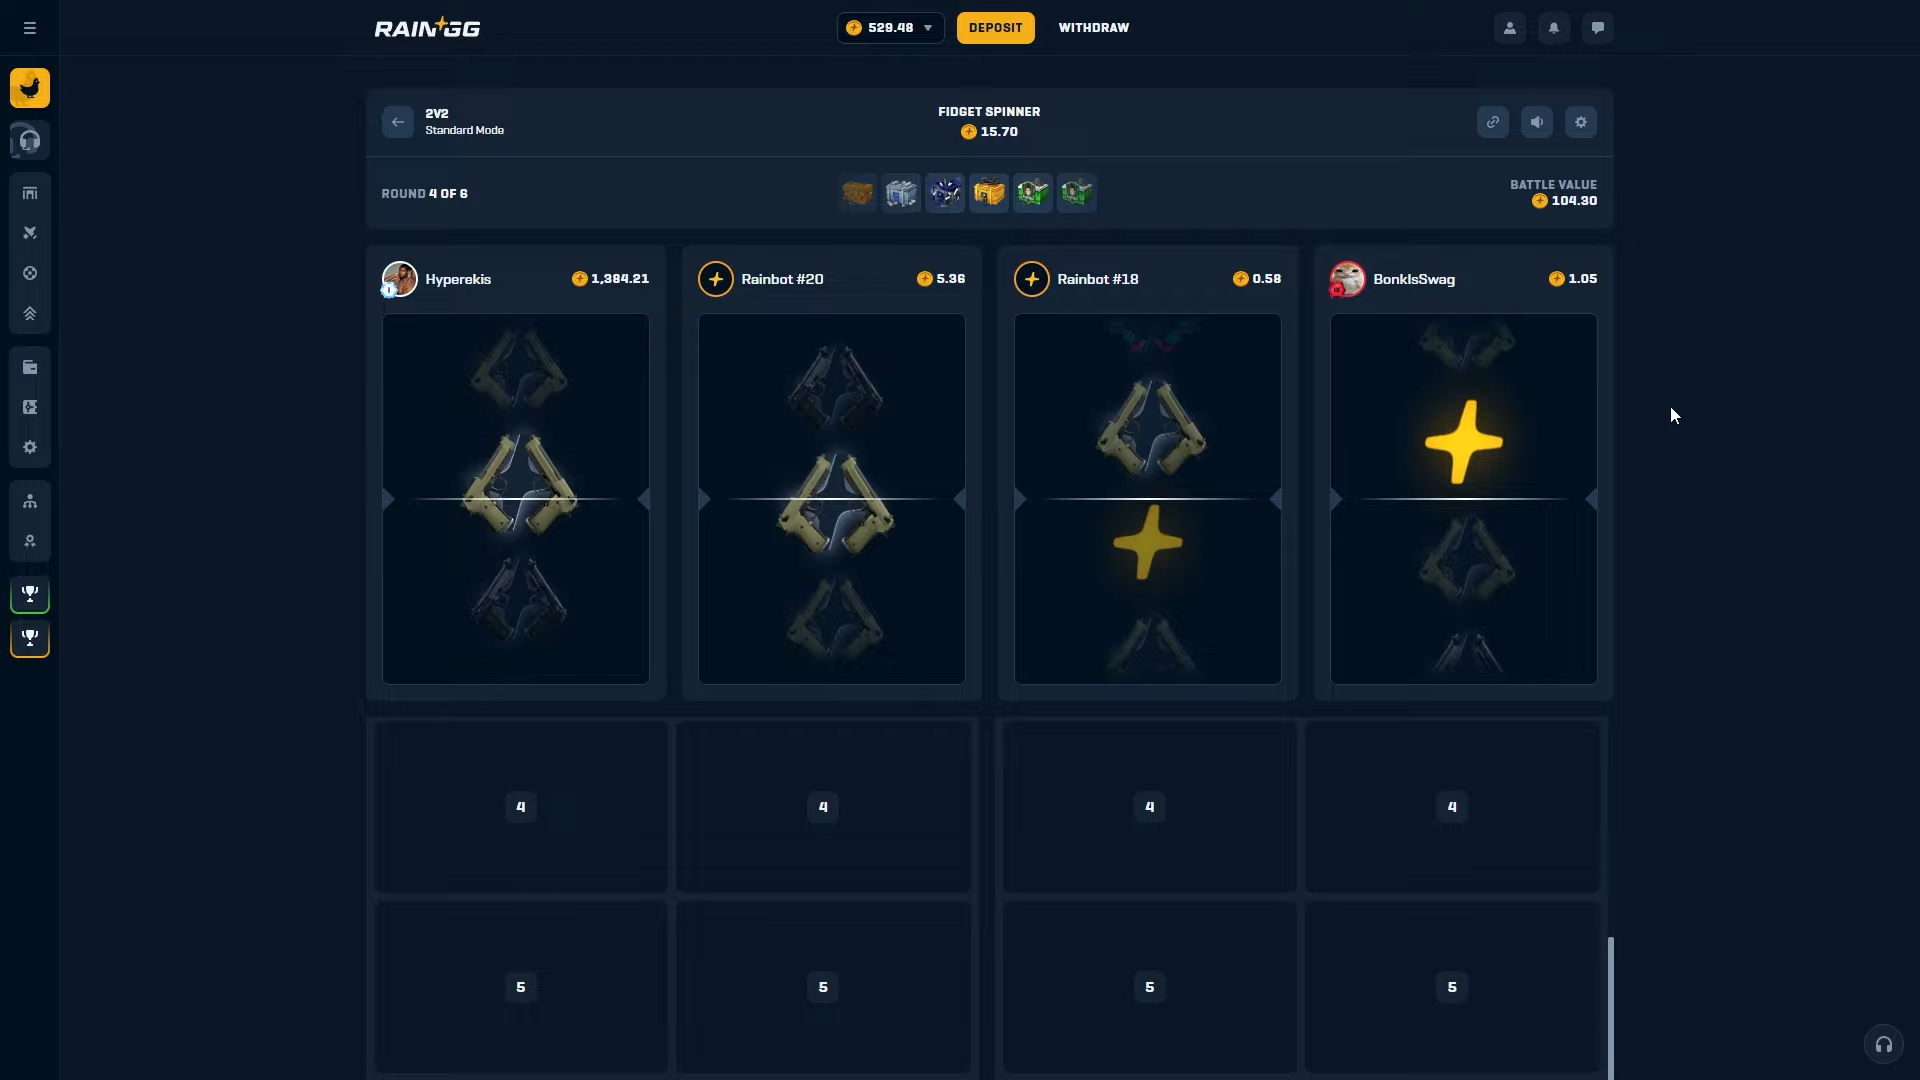 RAIN GG
529.48
DEPOSIT
WITHDRAW
2V2
Standard Mode
FIDGET SPINNER
15.70
ROUND 4 OF 6
BATTLE VALUE
104.30
Hyperekis
1,384.21
Rainbot #20
5.36
Rainbot #18
0.58
BonkIsSwag
1.05
4
4
4
4
5
5
5
5